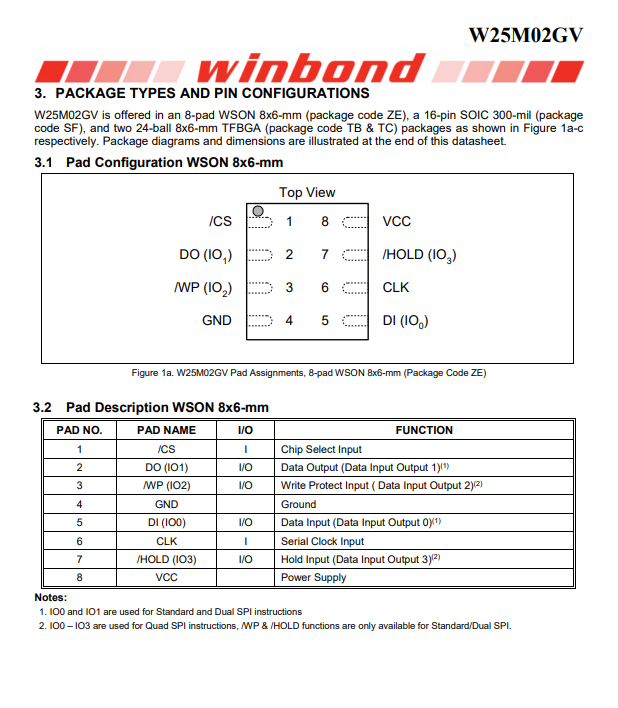 W25M02GV
winbond
3. PACKAGE TYPES AND PIN CONFIGURATIONS
W25M02GV is offered in an 8-pad WSON 8x6-mm (package code ZE), a 16-pin SOIC 300-mil (package
code SF), and two 24-ball 8x6-mm TFBGA (package code TB & TC) packages as shown in Figure 1a-c
respectively. Package diagrams and dimensions are illustrated at the end of this datasheet.
3.1 Pad Configuration WSON 8x6-mm
Top View
/CS 1 8 VCC
DO (IO1) 2 7 /HOLD (IO3)
/WP (IO2) 3 6 CLK
GND 4 5 DI (IO0)
Figure 1a. W25M02GV Pad Assignments, 8-pad WSON 8x6-mm (Package Code ZE)
3.2 Pad Description WSON 8x6-mm
PAD NO. PAD NAME I/O FUNCTION
1 /CS I Chip Select Input
2 DO (IO1) I/O Data Output (Data Input Output 1)(1)
3 /WP (IO2) I/O Write Protect Input ( Data Input Output 2)(2)
4 GND Ground
5 DI (IO0) I/O Data Input (Data Input Output 0)(1)
6 CLK I Serial Clock Input
7 /HOLD (IO3) I/O Hold Input (Data Input Output 3)(2)
8 VCC Power Supply
Notes:
1. IO0 and IO1 are used for Standard and Dual SPI instructions
2. IO0 – IO3 are used for Quad SPI instructions, /WP & /HOLD functions are only available for Standard/Dual SPI.